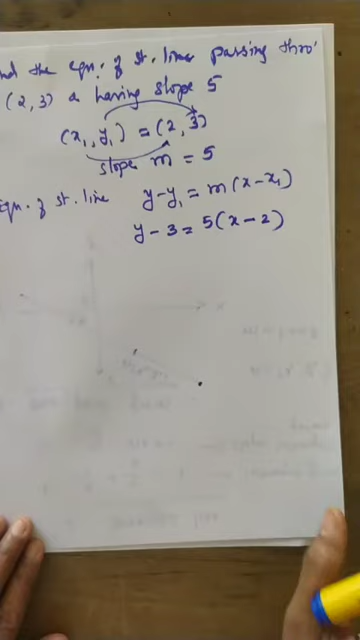 nd the eqn. of st. line passing thro'
(2, 3) a having slope 5
(x₁, y₁) = (2, 3)
slope m = 5
Eqn. of st. line y - y₁ = m(x - x₁)
y - 3 = 5(x - 2)